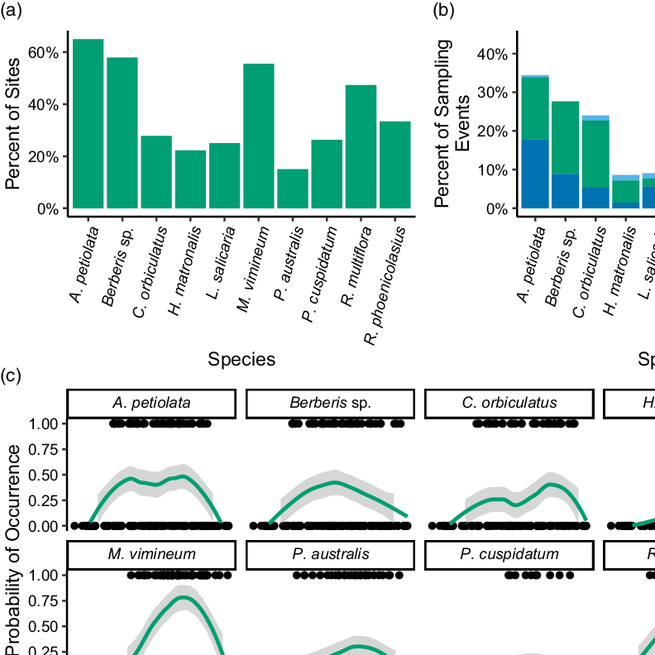 (a)
Percent of Sites
60%
40%
20%
0%
A. petiolata
Berberis sp.
C. orbiculatus
H. matronalis
L. salicaria
M. vimineum
P. australis
P. cuspidatum
R. multiflora
R. phoenicolasius
Species
(b)
Percent of Sampling
Events
40%
30%
20%
10%
0%
A. petiolata
Berberis sp.
C. orbiculatus
H. matronalis
L. salic
Sp
(c)
Probability of Occurrence
A. petiolata
Berberis sp.
C. orbiculatus
H.
1.00
0.75
0.50
0.25
0.00
M. vimineum
P. australis
P. cuspidatum
R
1.00
0.75
0.50
0.25